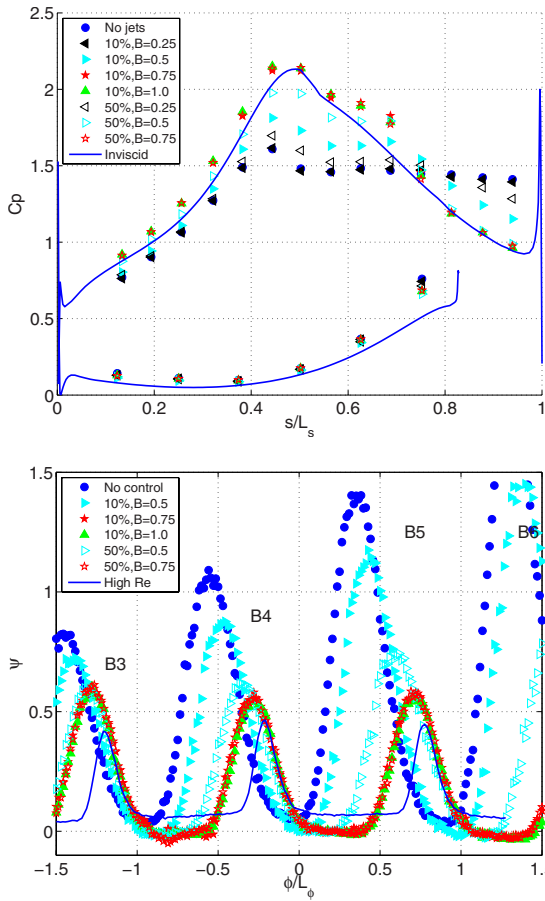 No jets
10%,B=0.25
10%,B=0.5
10%,B=0.75
10%,B=1.0
50%,B=0.25
50%,B=0.5
50%,B=0.75
Inviscid
2.5
2
1.5
1
0.5
0
Cp
0 0.2 0.4 0.6 0.8 1
s/Ls
No control
10%,B=0.5
10%,B=0.75
10%,B=1.0
50%,B=0.5
50%,B=0.75
High Re
B3
B4
B5
B6
1.5
1
0.5
0
Ψ
−1.5 −1 −0.5 0 0.5 1 1.
ϕ/Lϕ